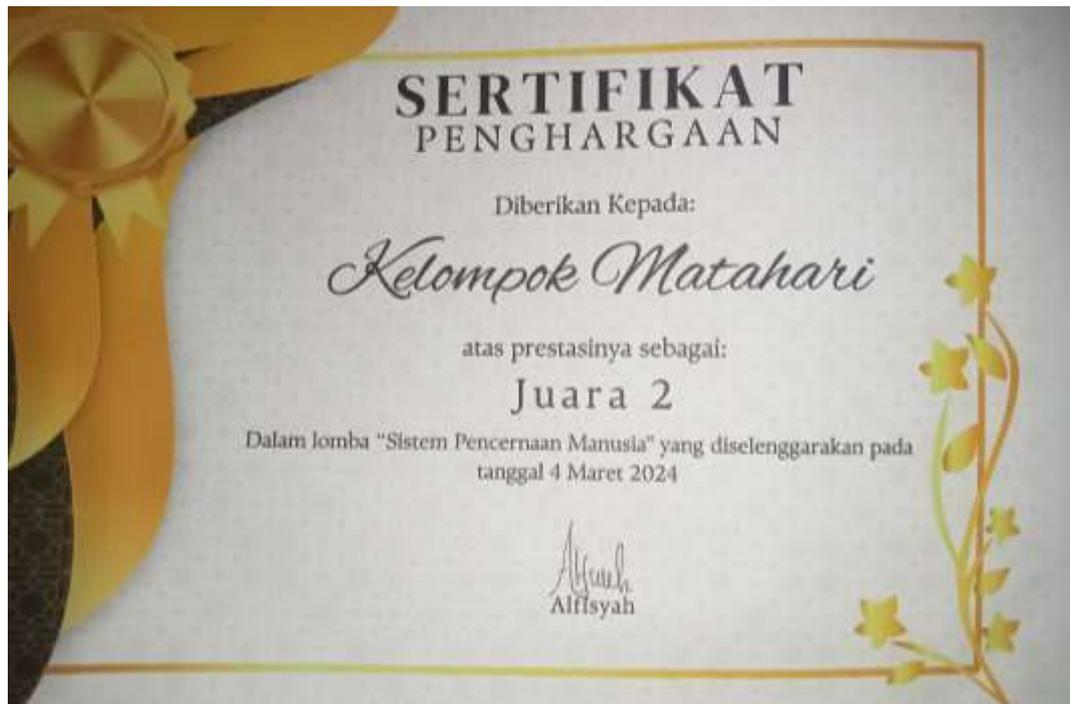 SERTIFIKAT
PENGHARGAAN
Diberikan Kepada:
Kelompok Matahari
atas prestasinya sebagai:
Juara 2
Dalam lomba "Sistem Pencernaan Manusia" yang diselenggarakan pada
tanggal 4 Maret 2024
Alfisyah